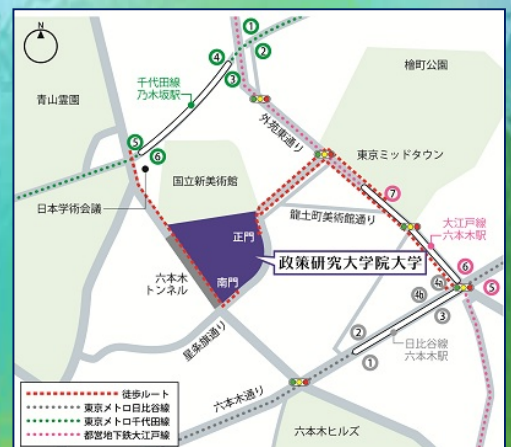 N
①
②
③
④
千代田線
乃木坂駅
檜町公園
青山霊園
外苑東通り
⑤
⑥
国立新美術館
東京ミッドタウン
日本学術会議
⑦
龍土町美術館通り
大江戸線
六本木駅
正門
政策研究大学院大学
六本木
トンネル
南門
⑥
4a
⑤
4b
③
星条旗通り
②
①
日比谷線
六本木駅
六本木通り
六本木ヒルズ
徒歩ルート
東京メトロ日比谷線
東京メトロ千代田線
都営地下鉄大江戸線